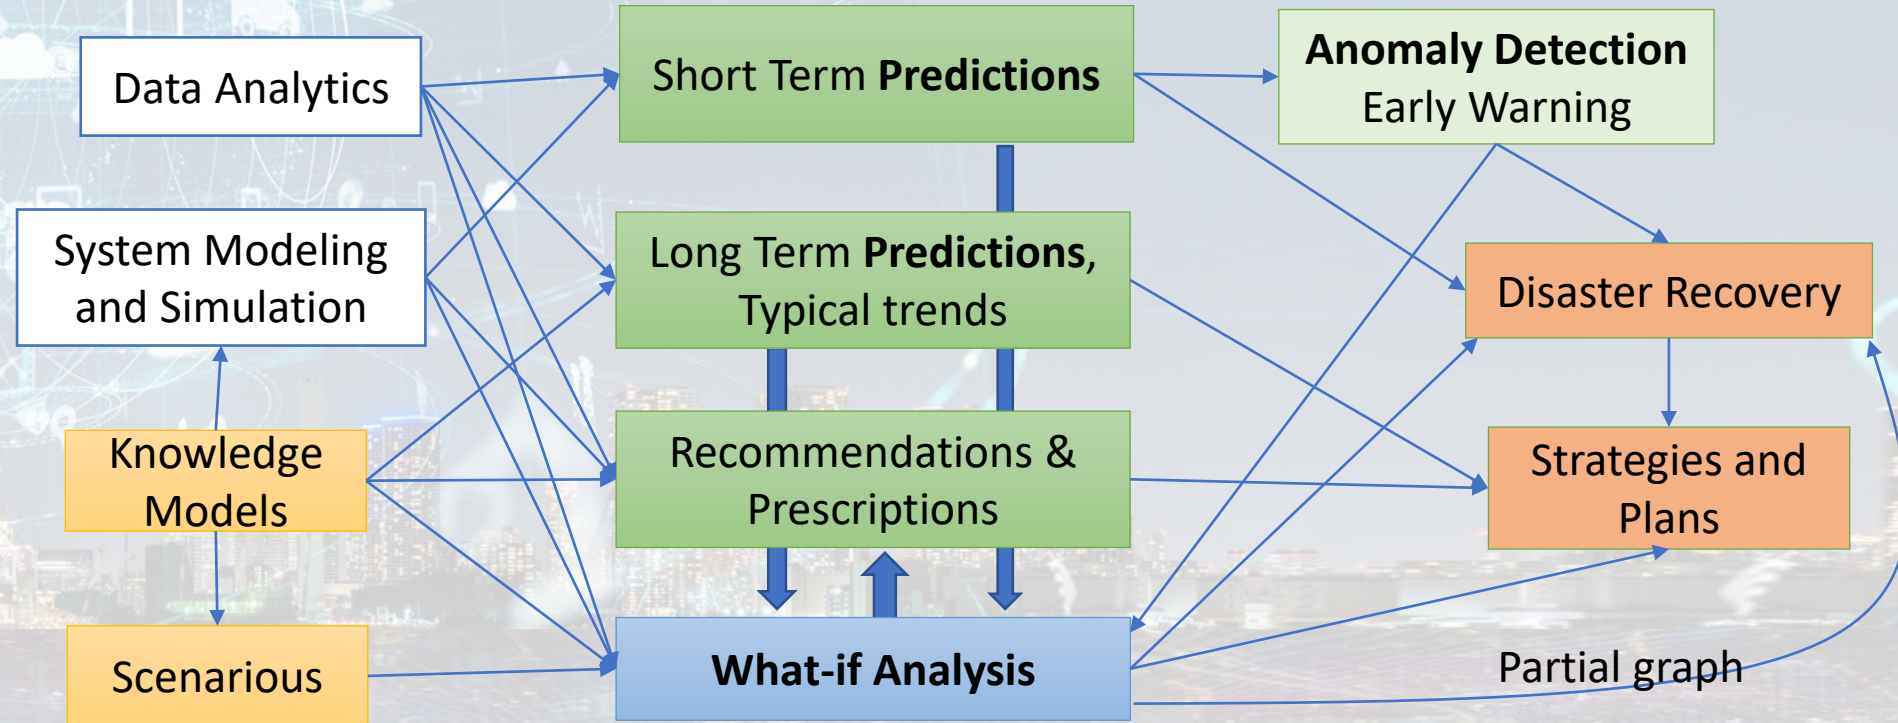 Data Analytics
Short Term Predictions
Anomaly Detection
Early Warning
System Modeling
and Simulation
Long Term Predictions,
Typical trends
Disaster Recovery
Knowledge
Models
Recommendations &
Prescriptions
Strategies and
Plans
Scenarious
What-if Analysis
Partial graph